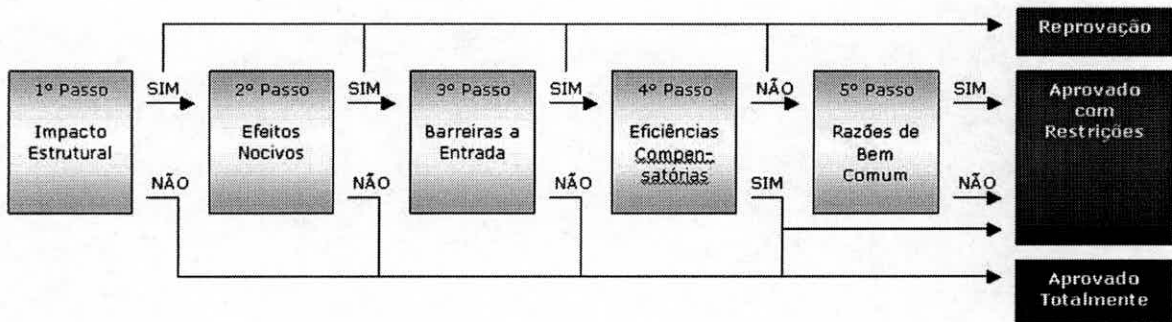 Reprovação
1º Passo
SIM
2º Passo
SIM
3º Passo
SIM
4º Passo
NÃO
5º Passo
SIM
Aprovado
com
Restrições
Impacto
Estrutural
Efeitos
Nocivos
Barreiras a
Entrada
Eficiências
Compen-
satórias
Razões de
Bem
Comum
NÃO
NÃO
NÃO
SIM
NÃO
Aprovado
Totalmente